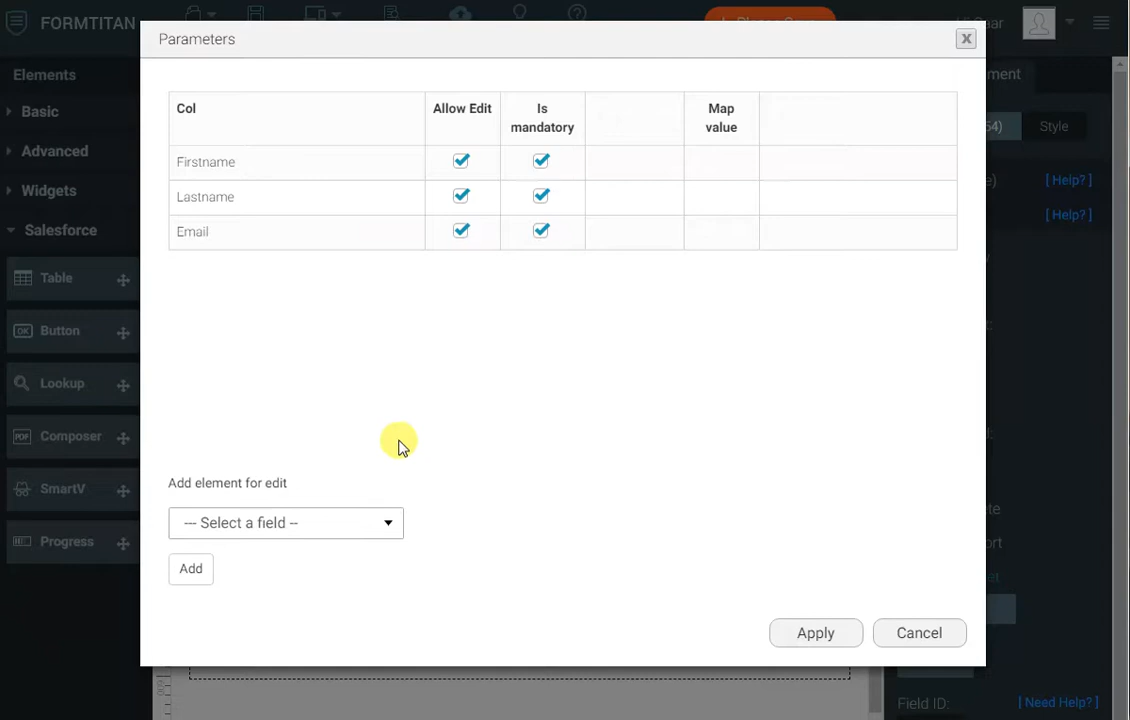 FORMTITAN
Parameters
X
Elements
Basic
Advanced
Widgets
Salesforce
Table
Button
OK
Lookup
Composer
PDF
SmartV
Progress
Col
Allow Edit
Is mandatory
Map value
Firstname
Lastname
Email
Add element for edit
--- Select a field --
Add
Apply
Cancel
Style
[ Help? ]
[ Help? ]
Field ID:
[ Need Help? ]